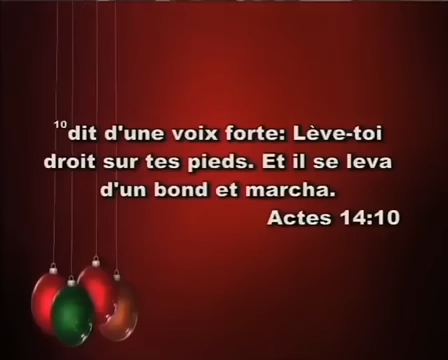 10dit d'une voix forte: Lève-toi
droit sur tes pieds. Et il se leva
d'un bond et marcha.
Actes 14:10